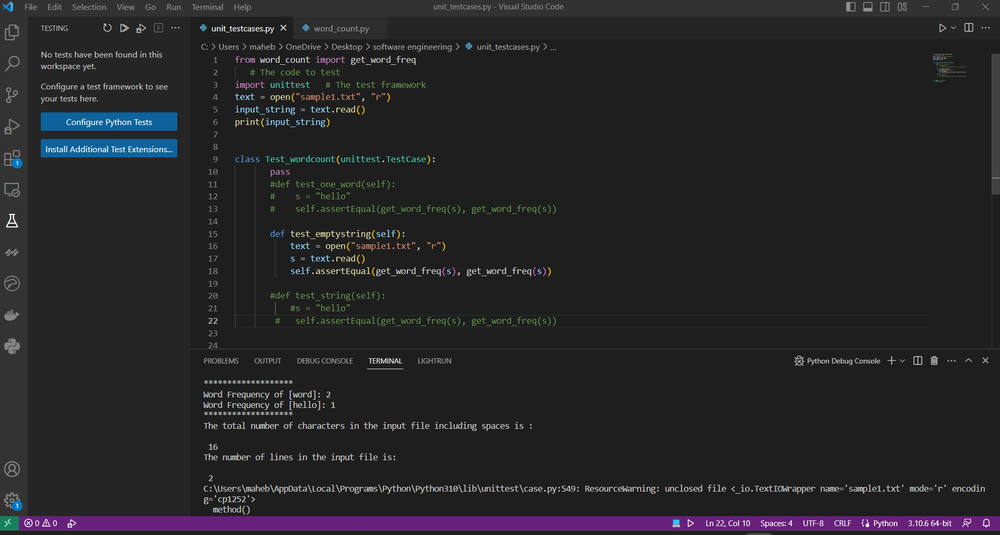 File Edit Selection View Go Run Terminal Help
unit_testcases.py - Visual Studio Code
TESTING
No tests have been found in this
workspace yet.
Configure a test framework to see
your tests here.
Configure Python Tests
Install Additional Test Extensions...
1
1
unit_testcases.py
word_count.py
C: > Users > maheb > OneDrive > Desktop > software engineering > unit_testcases.py > ...
1 from word_count import get_word_freq
2 # The code to test
3 import unittest # The test framework
4 text = open("sample1.txt", "r")
5 input_string = text.read()
6 print(input_string)
7
8
9 class Test_wordcount(unittest.TestCase):
10 pass
11 #def test_one_word(self):
12 # s = "hello"
13 # self.assertEqual(get_word_freq(s), get_word_freq(s))
14
15 def test_emptystring(self):
16 text = open("sample1.txt", "r")
17 s = text.read()
18 self.assertEqual(get_word_freq(s), get_word_freq(s))
19
20 #def test_string(self):
21 #s = "hello"
22 # self.assertEqual(get_word_freq(s), get_word_freq(s))
23
24
PROBLEMS OUTPUT DEBUG CONSOLE TERMINAL LIGHTRUN
Python Debug Console
*******************
Word Frequency of [word]: 2
Word Frequency of [hello]: 1
*******************
The total number of characters in the input file including spaces is :
16
The number of lines in the input file is:
2
C:\Users\maheb\AppData\Local\Programs\Python\Python310\lib\unittest\case.py:549: ResourceWarning: unclosed file <_io.TextIOWrapper name='sample1.txt' mode='r' encodin
g='cp1252'>
method()
0 0
Ln 22, Col 10 Spaces: 4 UTF-8 CRLF Python 3.10.6 64-bit